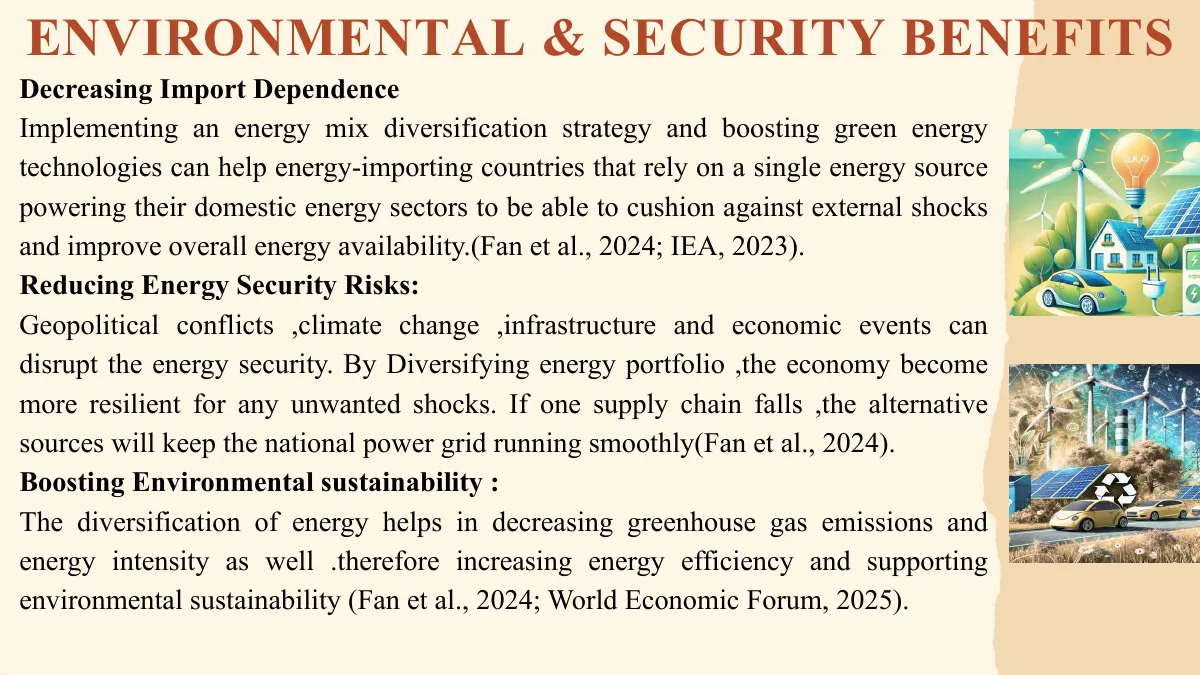 ENVIRONMENTAL & SECURITY BENEFITS
Decreasing Import Dependence
Implementing an energy mix diversification strategy and boosting green energy
technologies can help energy-importing countries that rely on a single energy source
powering their domestic energy sectors to be able to cushion against external shocks
and improve overall energy availability.(Fan et al., 2024; IEA, 2023).
Reducing Energy Security Risks:
Geopolitical conflicts ,climate change ,infrastructure and economic events can
disrupt the energy security. By Diversifying energy portfolio ,the economy become
more resilient for any unwanted shocks. If one supply chain falls ,the alternative
sources will keep the national power grid running smoothly(Fan et al., 2024).
Boosting Environmental sustainability :
The diversification of energy helps in decreasing greenhouse gas emissions and
energy intensity as well .therefore increasing energy efficiency and supporting
environmental sustainability (Fan et al., 2024; World Economic Forum, 2025).